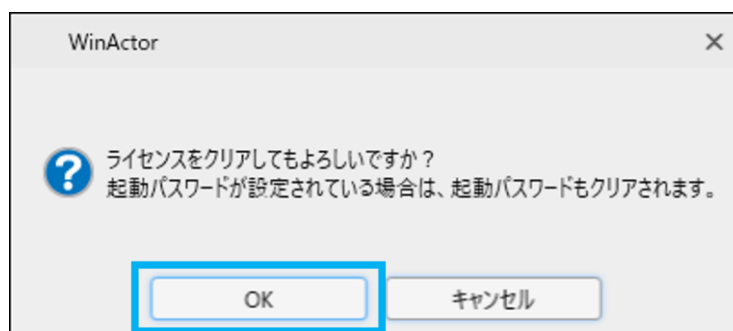 WinActor
ライセンスをクリアしてもよろしいですか？
起動パスワードが設定されている場合は、起動パスワードもクリアされます。
OK
キャンセル